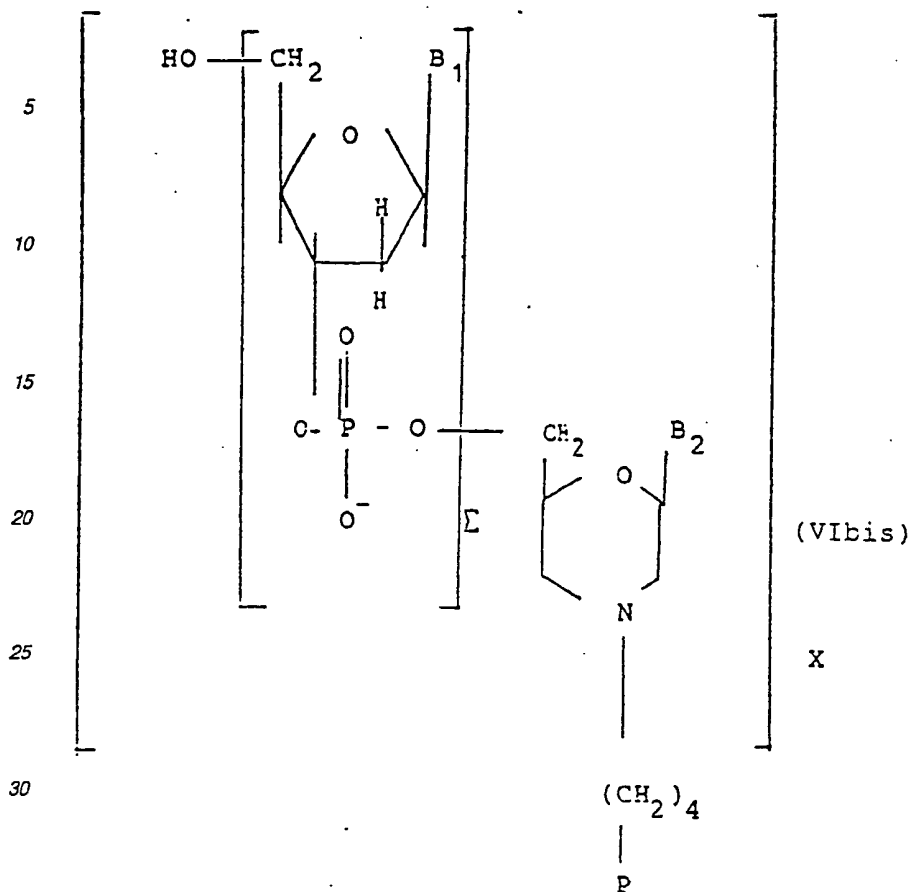 HO CH2 B1
5
O
H
10
H
O
15
O- P - O CH2 B2
O
20 O- Σ (VIbis)
N
25 X
30 (CH2)4
P